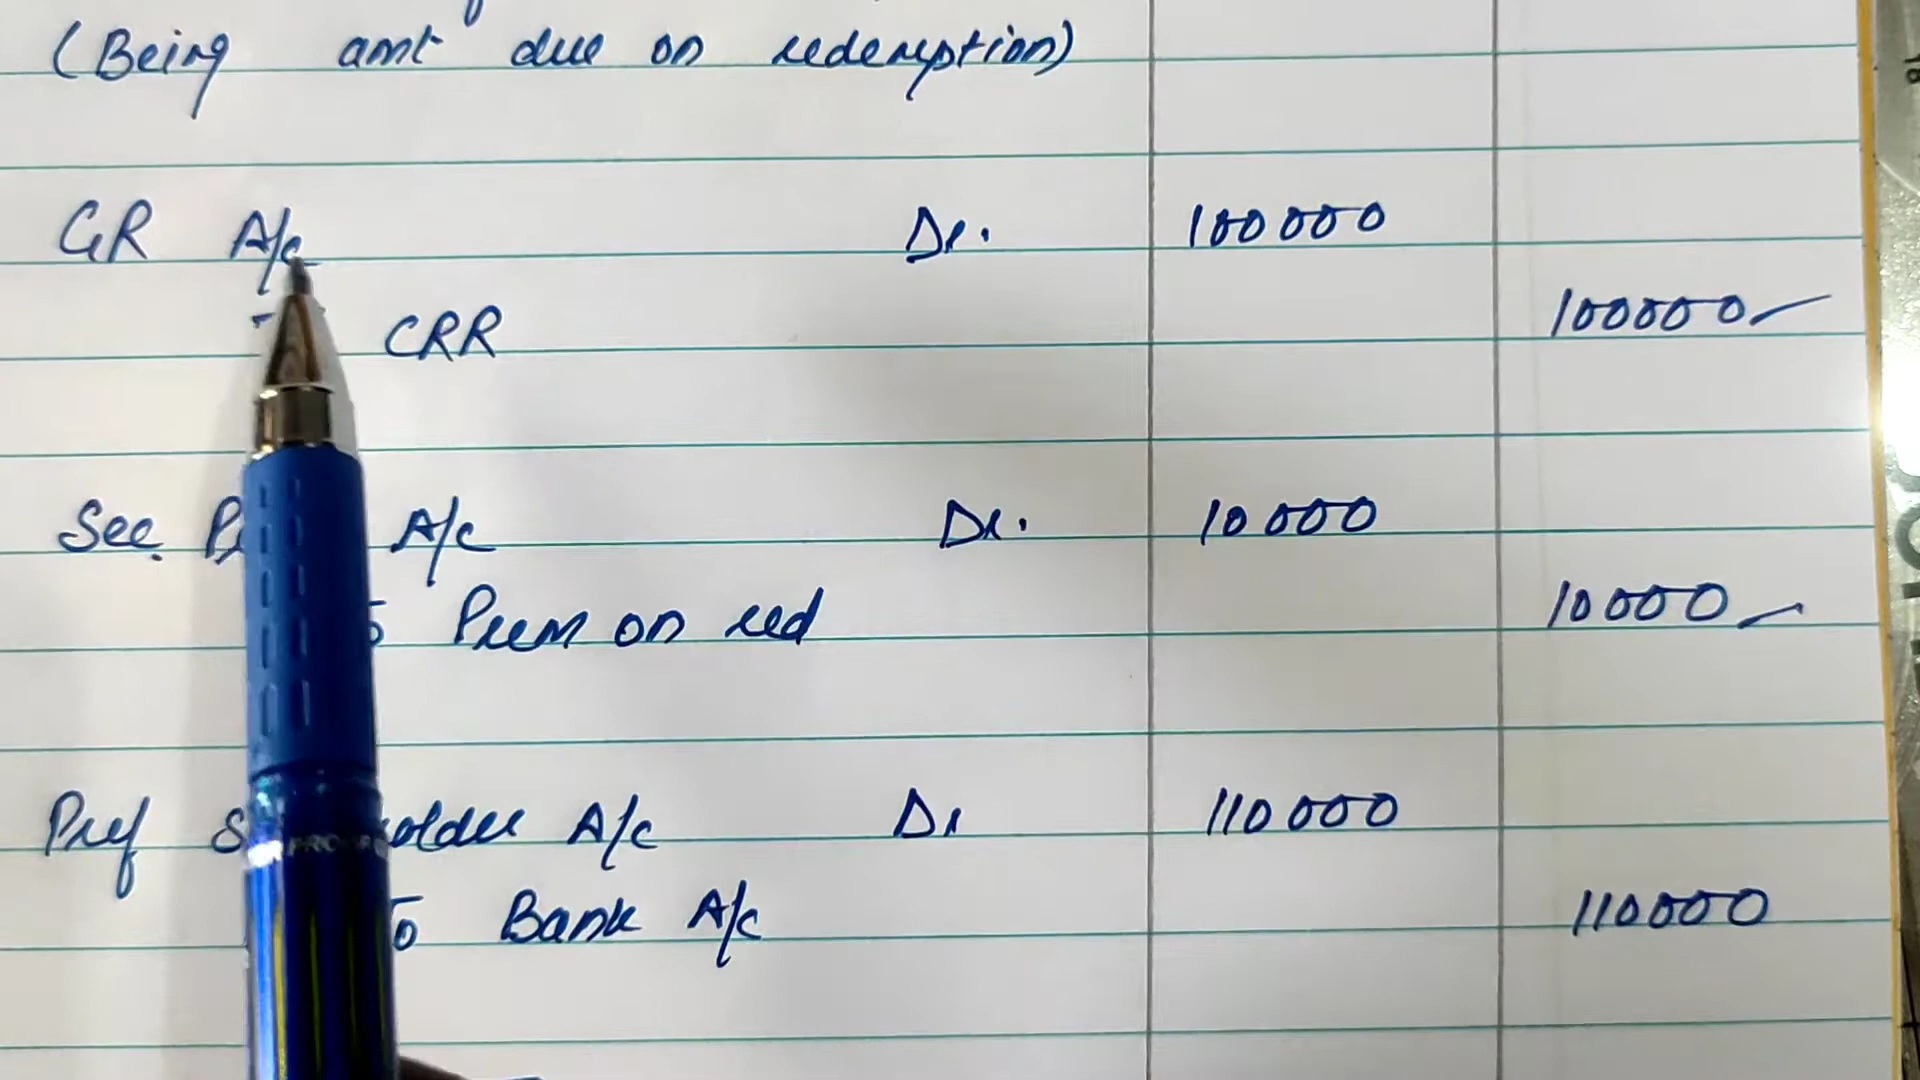 (Being amt due on redemption)
GR A/c Dr. 100000
CRR 100000
Sec. A/c Dr. 10000
Prem on red 10000
Pref A/c Dr 110000
To Bank A/c 110000